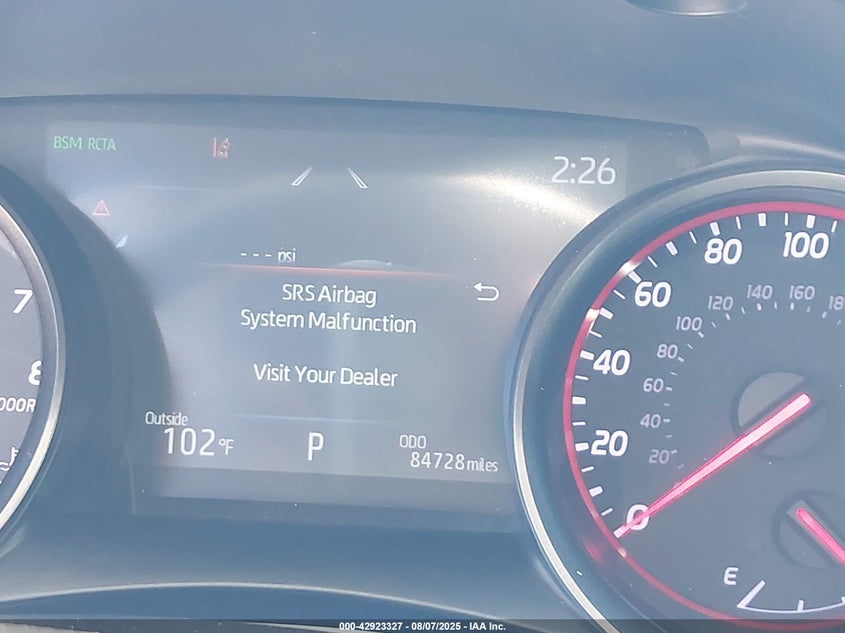 BSM RCTA
2:26
--- psi
SRS Airbag
System Malfunction
Visit Your Dealer
Outside
102°F
P
ODO
84728 miles
7
8
000R
0
20
40
60
80
100
20
40
60
80
100
120
140
160
E
000-42923327 - 08/07/2025 - IAA Inc.